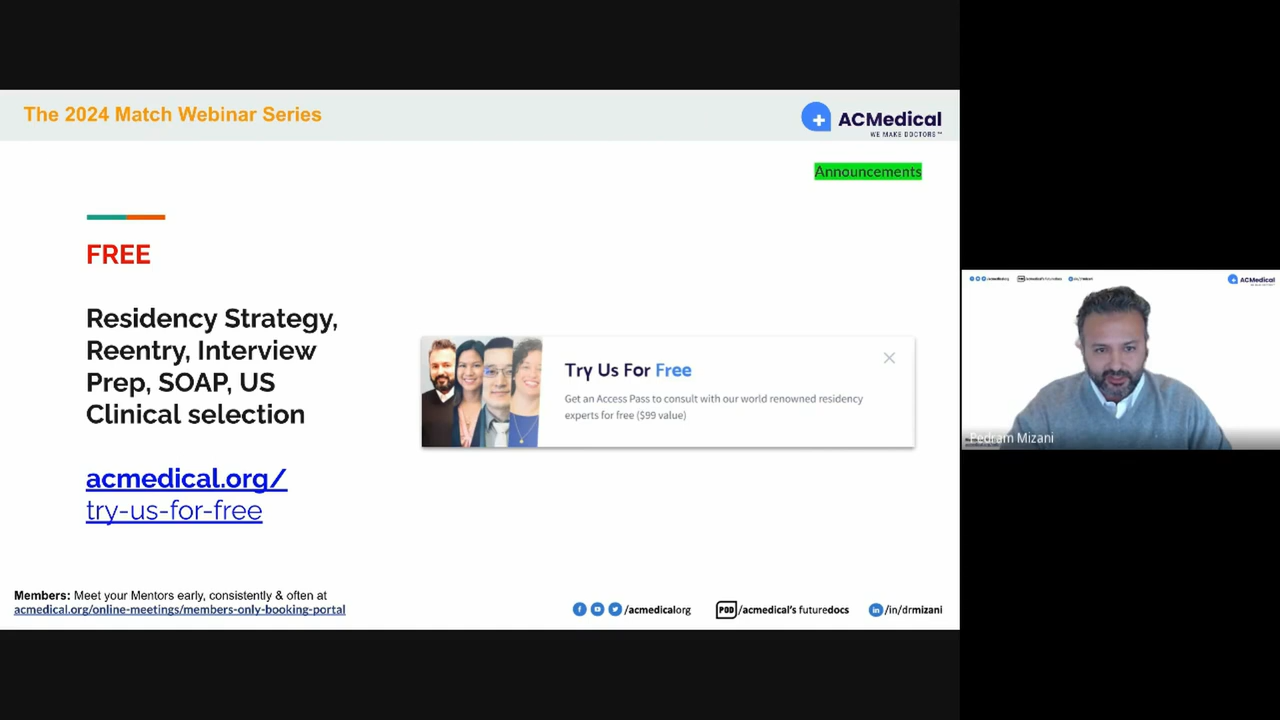 The 2024 Match Webinar Series
ACMedical
WE MAKE DOCTORS™
Announcements
FREE
Residency Strategy,
Reentry, Interview
Prep, SOAP, US
Clinical selection
acmedical.org/
try-us-for-free
Try Us For Free
Get an Access Pass to consult with our world renowned residency
experts for free ($99 value)
Members: Meet your Mentors early, consistently & often at
acmedical.org/online-meetings/members-only-booking-portal
/acmedicalorg
POD/acmedical's futuredocs
in/in/drmizani
ACMedical
Pedram Mizani